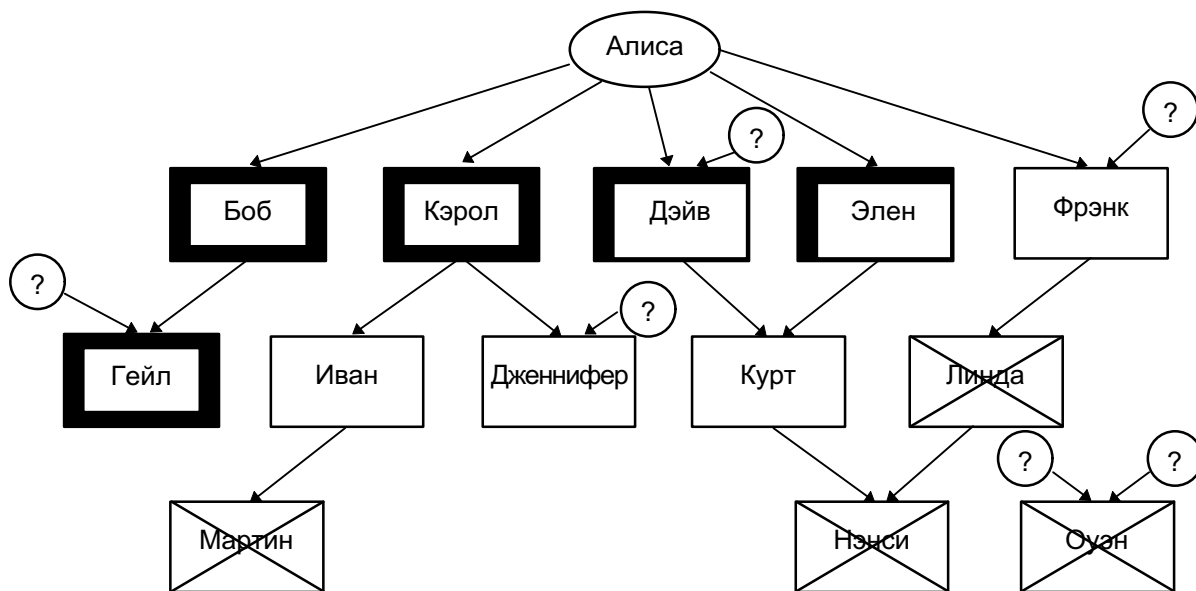 Алиса
?
?
Боб
Кэрол
Дэйв
Элен
Фрэнк
?
?
Гейл
Иван
Дженнифер
Курт
Линда
?
?
Мартин
Нэнси
Оуэн